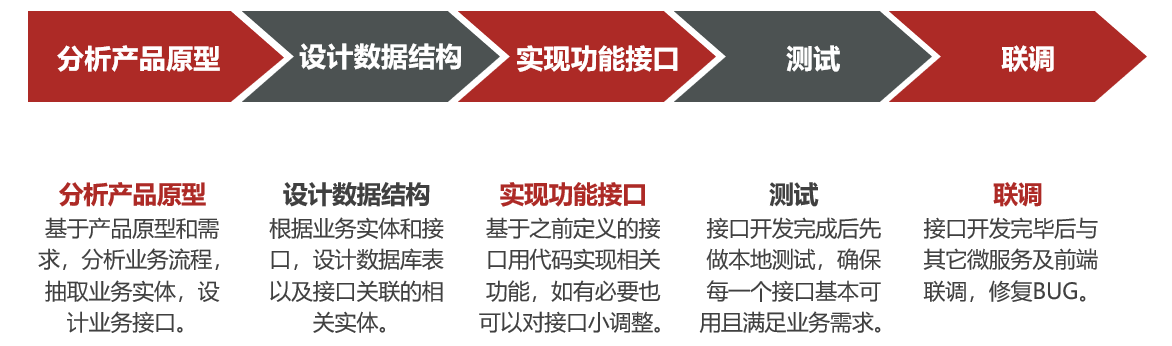 分析产品原型
设计数据结构
实现功能接口
测试
联调
分析产品原型
基于产品原型和需
求，分析业务流程，
抽取业务实体，设
计业务接口。
设计数据结构
根据业务实体和接
口，设计数据库表
以及接口关联的相
关实体。
实现功能接口
基于之前定义的接
口用代码实现相关
功能，如有必要也
可以对接口小调整。
测试
接口开发完成后先
做本地测试，确保
每一个接口基本可
用且满足业务需求。
联调
接口开发完毕后与
其它微服务及前端
联调，修复BUG。